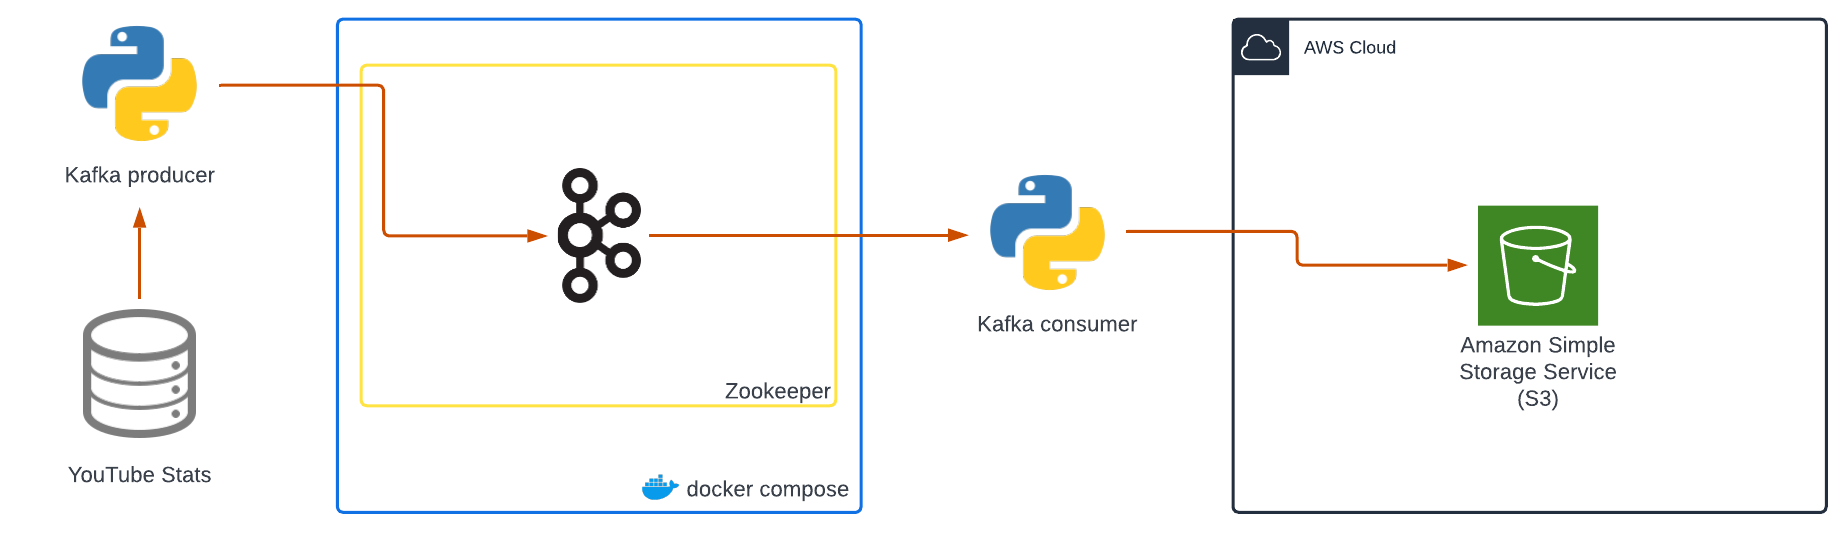 Kafka producer
YouTube Stats
Zookeeper
docker compose
Kafka consumer
AWS Cloud
Amazon Simple
Storage Service
(S3)